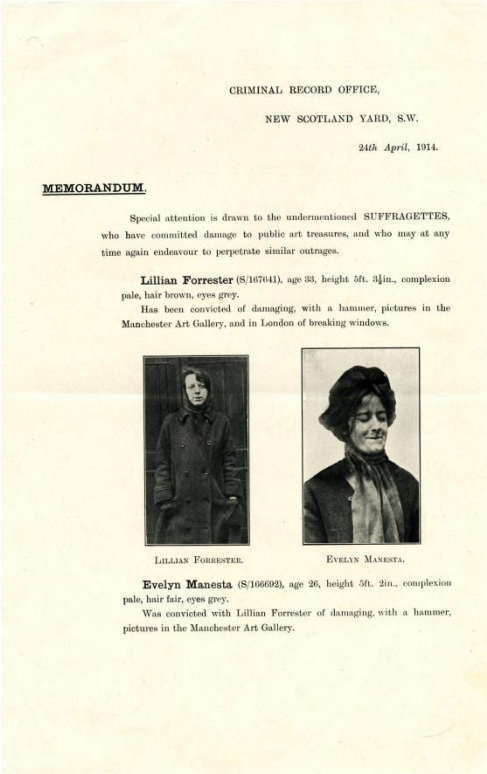 CRIMINAL RECORD OFFICE,
NEW SCOTLAND YARD, S.W.
24th April, 1914.
MEMORANDUM.
Special attention is drawn to the undermentioned SUFFRAGETTES,
who have committed damage to public art treasures, and who may at any
time again endeavour to perpetrate similar outrages.
Lillian Forrester (S/167641), age 33, height 5ft. 3½in., complexion
pale, hair brown, eyes grey.
Has been convicted of damaging, with a hammer, pictures in the
Manchester Art Gallery, and in London of breaking windows.
LILLIAN FORRESTER.
EVELYN MANESTA.
Evelyn Manesta (S/166692), age 26, height 5ft. 2in., complexion
pale, hair fair, eyes grey.
Was convicted with Lillian Forrester of damaging, with a hammer,
pictures in the Manchester Art Gallery.